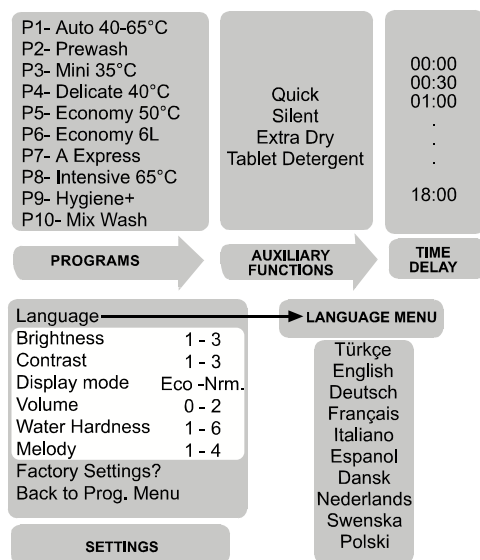 P1- Auto 40-65°C
P2- Prewash
P3- Mini 35°C
P4- Delicate 40°C
P5- Economy 50°C
P6- Economy 6L
P7- A Express
P8- Intensive 65°C
P9- Hygiene+
P10- Mix Wash
PROGRAMS
Quick
Silent
Extra Dry
Tablet Detergent
AUXILIARY
FUNCTIONS
00:00
00:30
01:00
.
.
.
18:00
TIME
DELAY
Language
Brightness 1 - 3
Contrast 1 - 3
Display mode Eco -Nrm.
Volume 0 - 2
Water Hardness 1 - 6
Melody 1 - 4
Factory Settings?
Back to Prog. Menu
SETTINGS
LANGUAGE MENU
Türkçe
English
Deutsch
Français
Italiano
Espanol
Dansk
Nederlands
Swenska
Polski